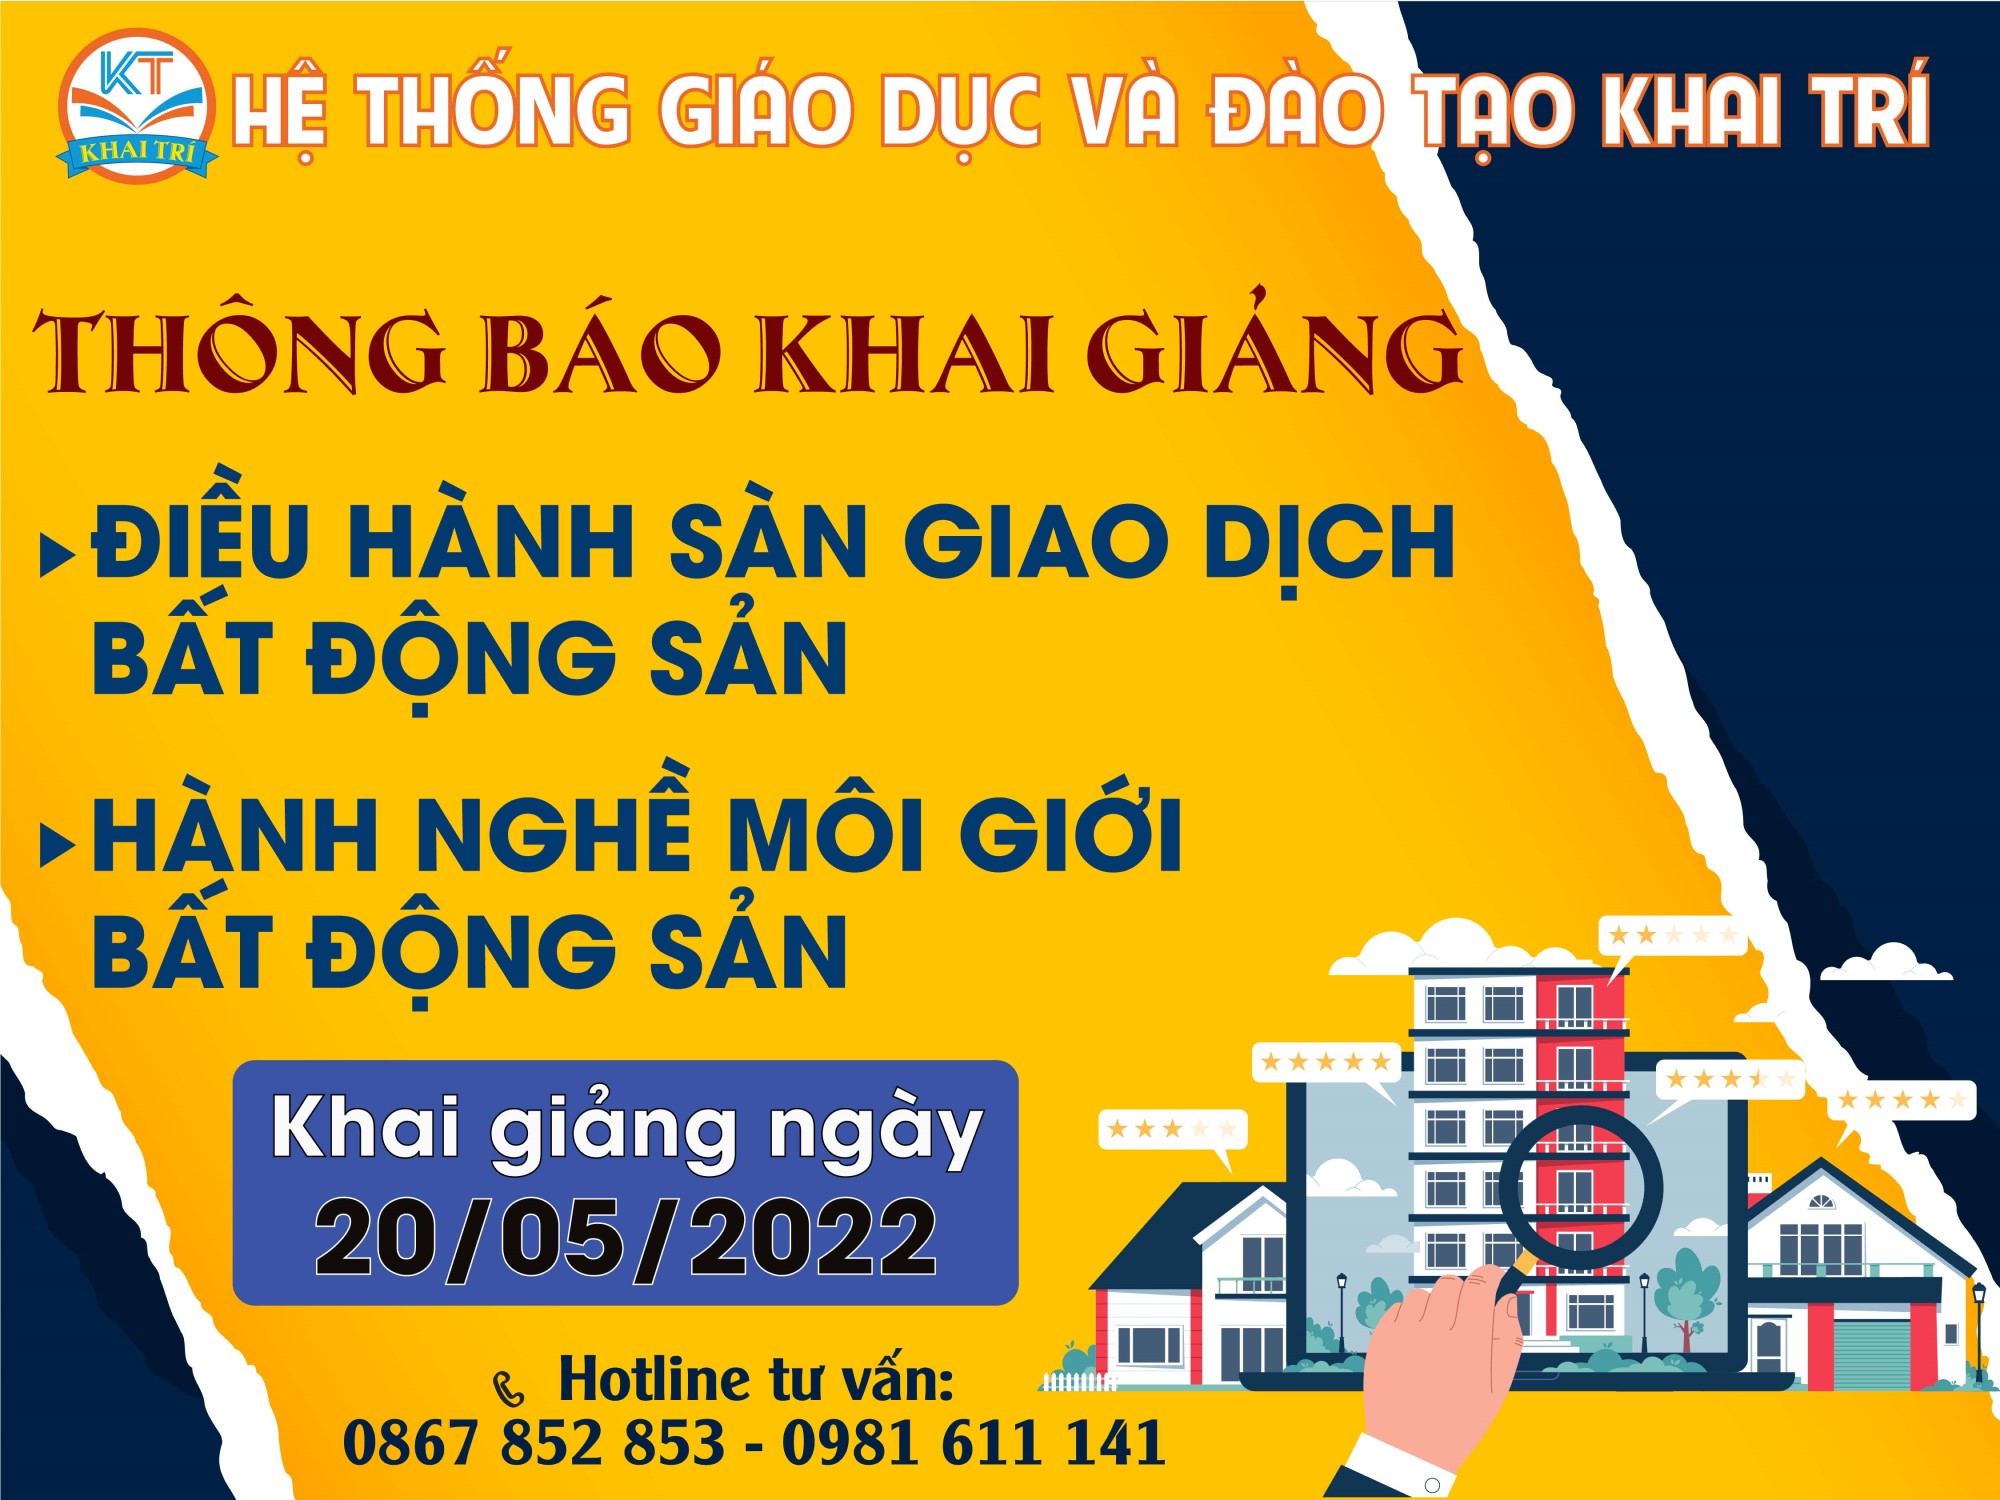 KT
KHAI TRÍ
HỆ THỐNG GIÁO DỤC VÀ ĐÀO TẠO KHAI TRÍ
THÔNG BÁO KHAI GIẢNG
ĐIỀU HÀNH SÀN GIAO DỊCH
BẤT ĐỘNG SẢN
HÀNH NGHỀ MÔI GIỚI
BẤT ĐỘNG SẢN
Khai giảng ngày
20/05/2022
Hotline tư vấn:
0867 852 853 - 0981 611 141